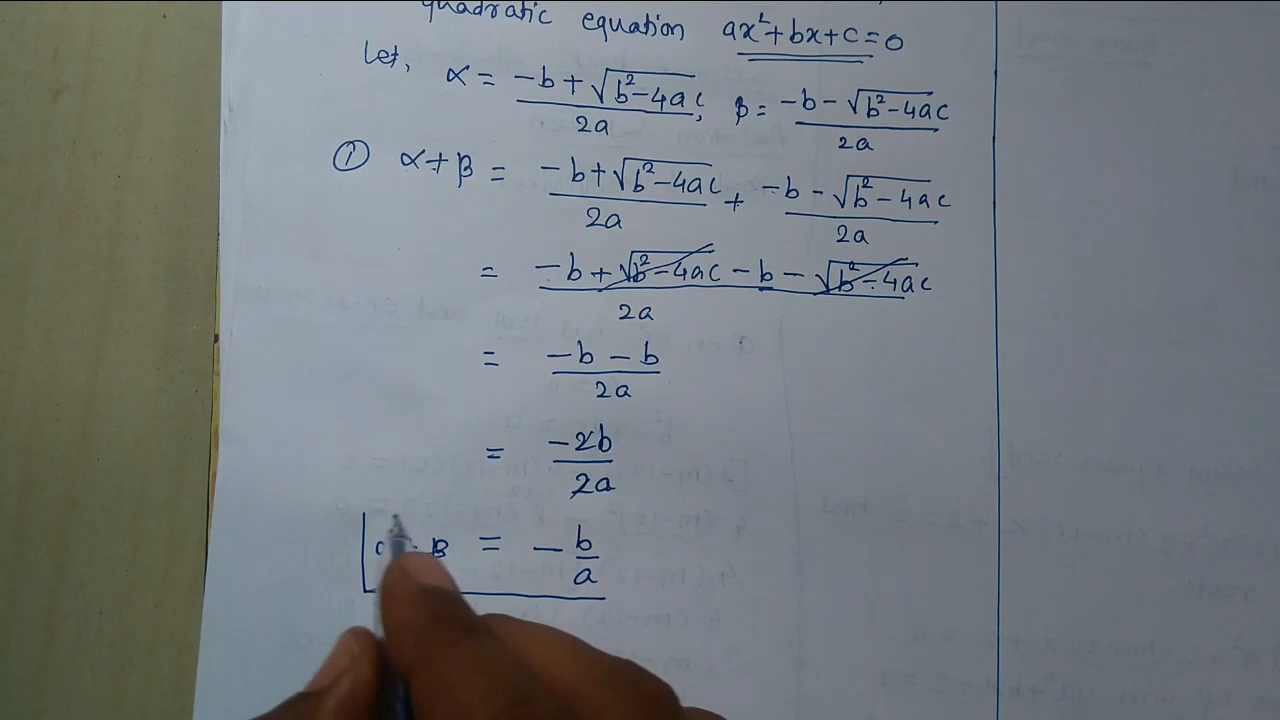 quadratic equation ax²+bx+c=0
Let, α = (-b+√(b²-4ac))/2a, β = (-b-√(b²-4ac))/2a
① α+β = (-b+√(b²-4ac))/2a + (-b-√(b²-4ac))/2a
= (-b+√(b²-4ac)-b-√(b²-4ac))/2a
= (-b-b)/2a
= -2b/2a
β = -b/a